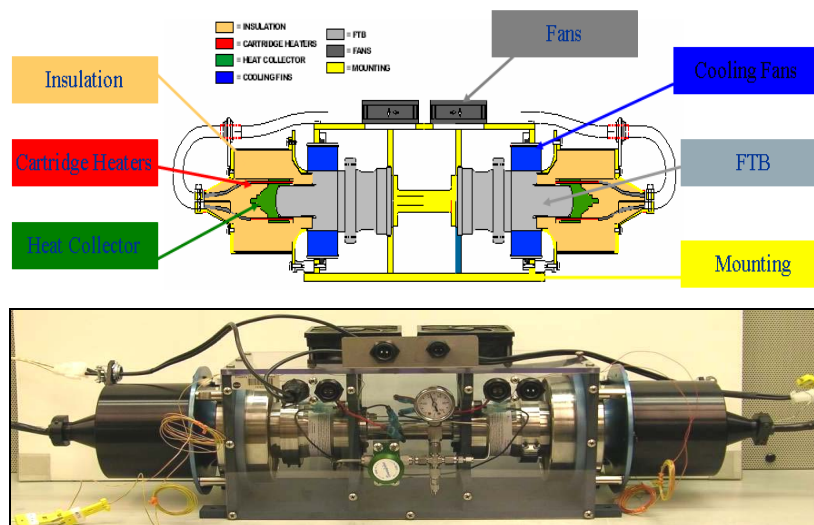 = INSULATION
= CARTRIDGE HEATERS
= HEAT COLLECTOR
= COOLING FINS
= FTB
= FANS
= MOUNTING
Fans
Insulation
Cooling Fans
Cartridge Heaters
FTB
Heat Collector
Mounting